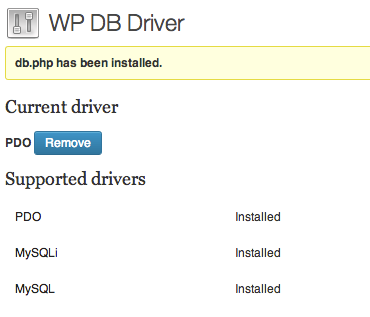 WP DB Driver
db.php has been installed.
Current driver
PDO Remove
Supported drivers
PDO Installed
MySQLi Installed
MySQL Installed